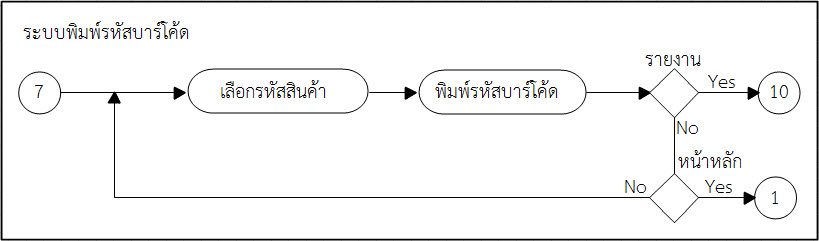 ระบบพิมพ์รหัสบาร์โค้ด
รายงาน
7
เลือกรหัสสินค้า
พิมพ์รหัสบาร์โค้ด
Yes
10
No
หน้าหลัก
No
Yes
1